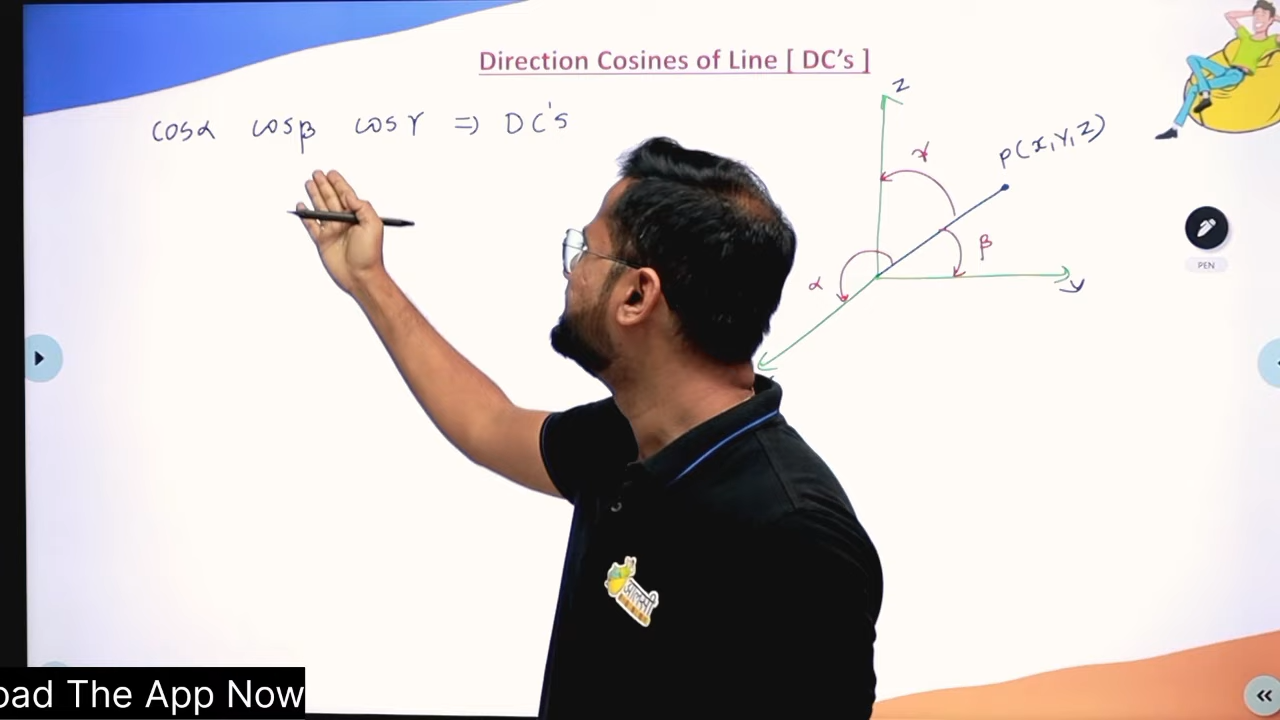 Direction Cosines of Line [ DC's ]
cosα cosβ cosγ ⇒ DC's
Z
P(x,y,z)
γ
β
α
y
PEN
oad The App Now